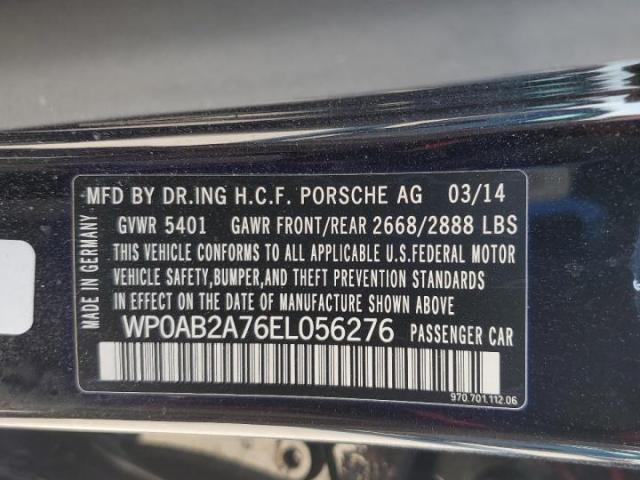 MFD BY DR.ING H.C.F. PORSCHE AG 03/14
GVWR 5401 GAWR FRONT/REAR 2668/2888 LBS
THIS VEHICLE CONFORMS TO ALL APPLICABLE U.S.FEDERAL MOTOR
VEHICLE SAFETY,BUMPER,AND THEFT PREVENTION STANDARDS
IN EFFECT ON THE DATE OF MANUFACTURE SHOWN ABOVE.
WP0AB2A76EL056276 PASSENGER CAR
970.701.112.06
MADE IN GERMANY